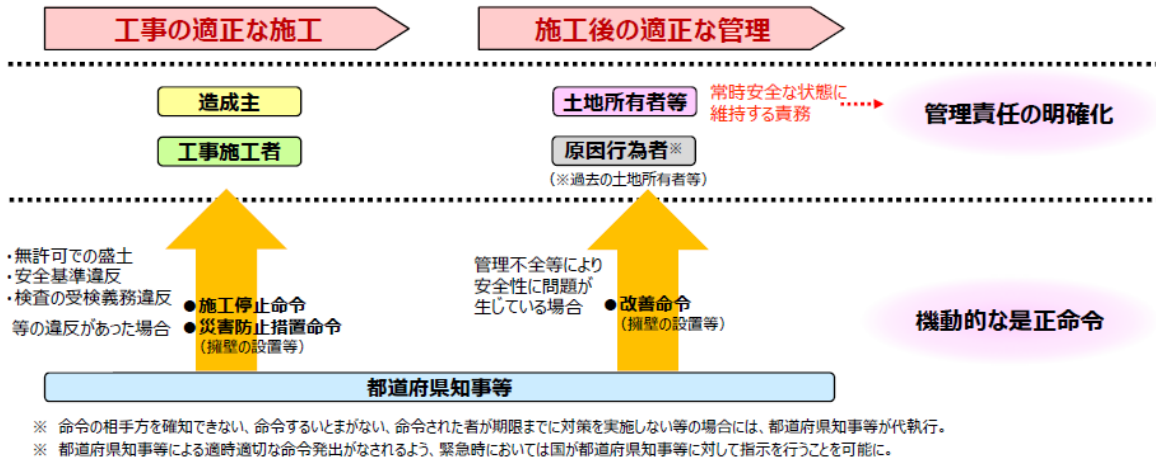 工事の適正な施工
施工後の適正な管理
造成主
工事施工者
土地所有者等
常時安全な状態に
維持する責務
原因行為者※
(※過去の土地所有者等)
管理責任の明確化
・無許可での盛土
・安全基準違反
・検査の受検義務違反
等の違反があった場合
●施工停止命令
●災害防止措置命令
(擁壁の設置等)
管理不全等により
安全性に問題が
生じている場合
●改善命令
(擁壁の設置等)
機動的な是正命令
都道府県知事等
※ 命令の相手方を確知できない、命令するいとまがない、命令された者が期限までに対策を実施しない等の場合には、都道府県知事等が代執行。
※ 都道府県知事等による適時適切な命令発出がなされるよう、緊急時においては国が都道府県知事等に対して指示を行うことを可能に。